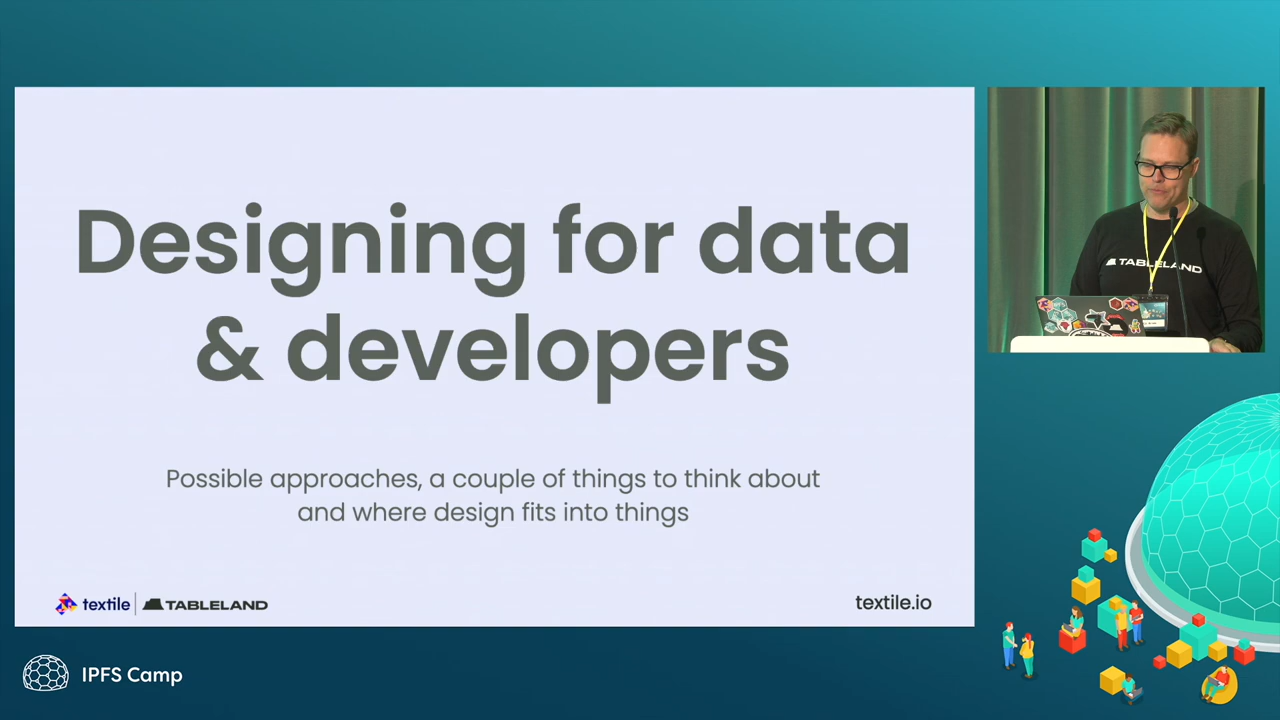 Designing for data
& developers
Possible approaches, a couple of things to think about
and where design fits into things
textile | TABLELAND
textile.io
TABLELAND
IPFS Camp